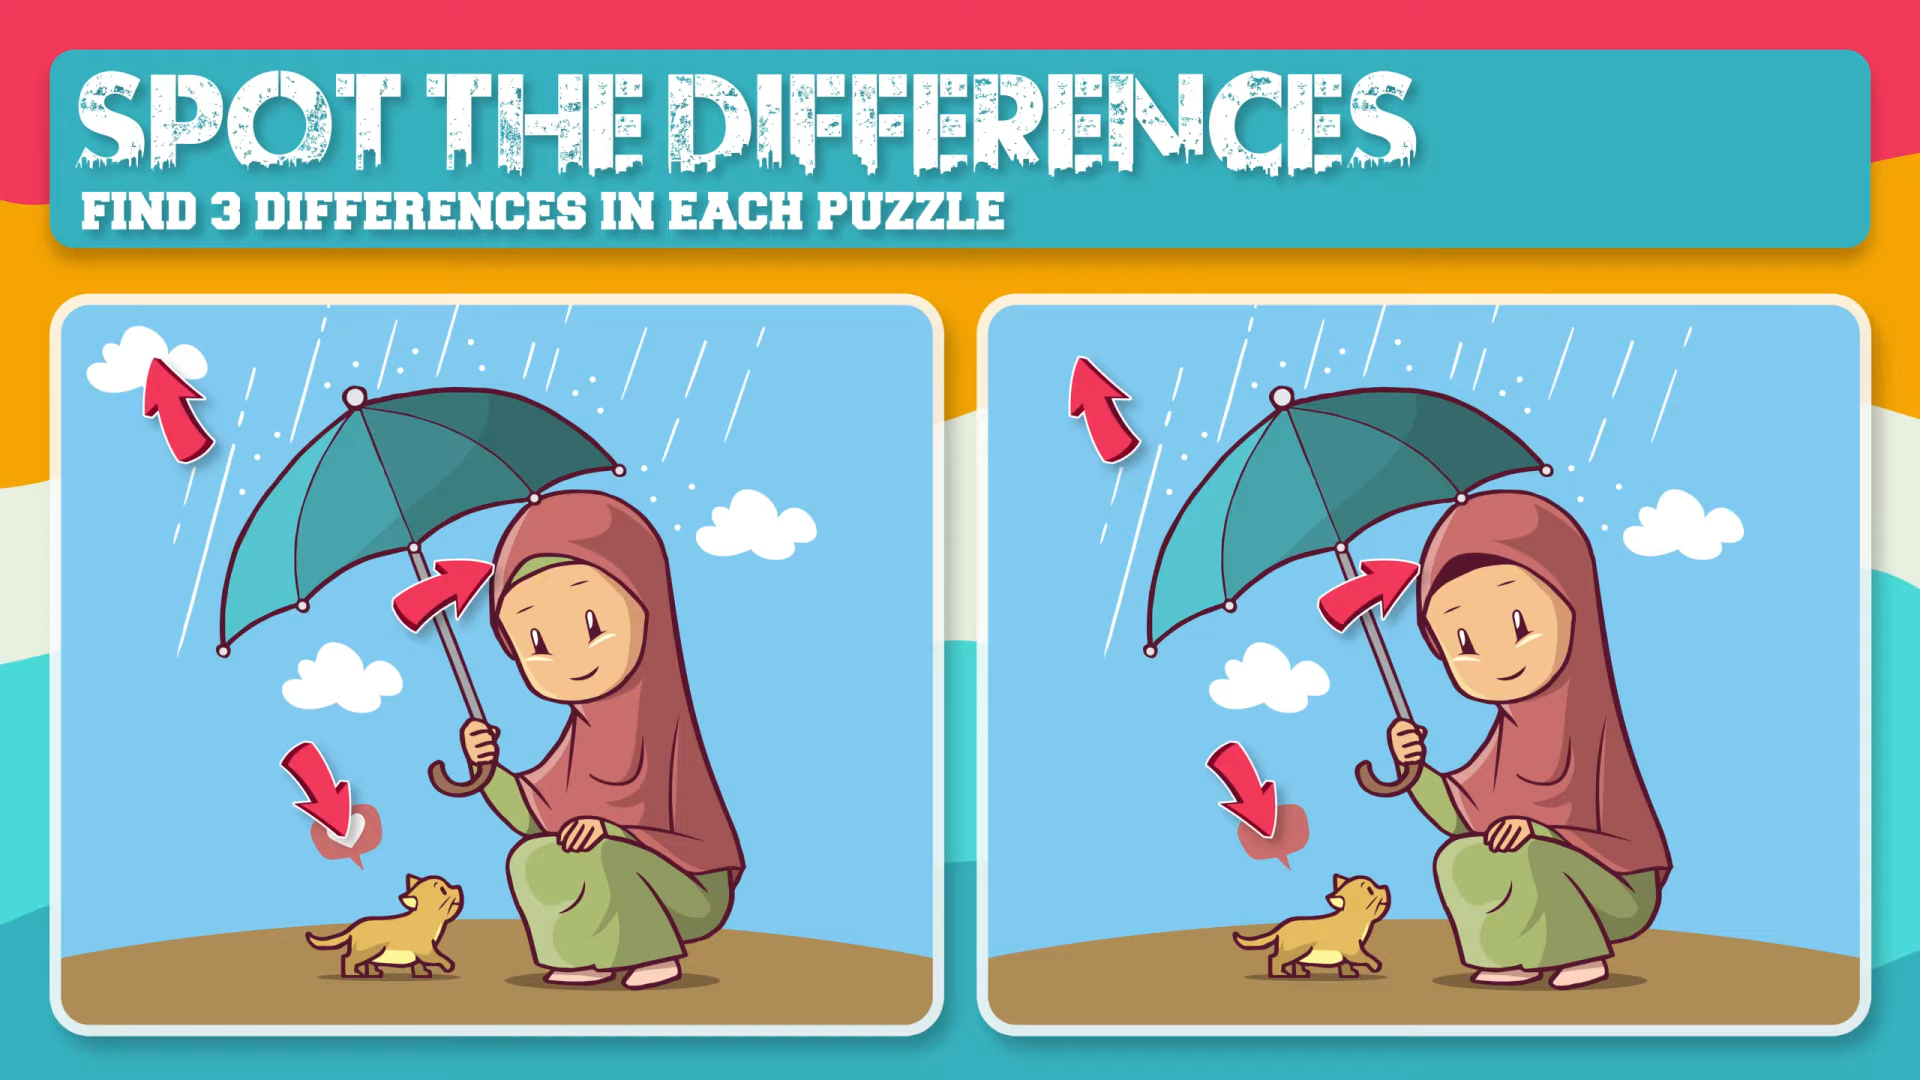 SPOT THE DIFFERENCES
FIND 3 DIFFERENCES IN EACH PUZZLE